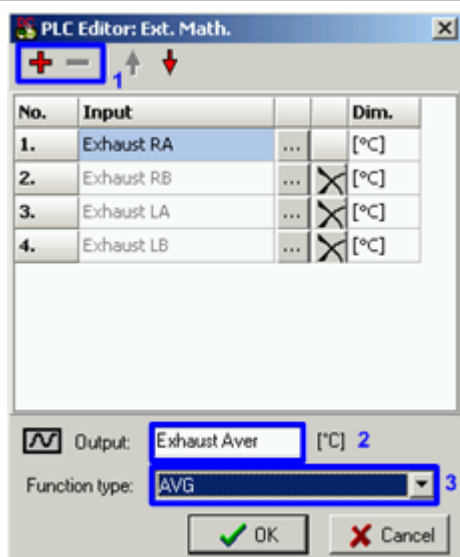 PLC Editor: Ext. Math.
1
No. Input Dim.
1. Exhaust RA ... [°C]
2. Exhaust RB ... [°C]
3. Exhaust LA ... [°C]
4. Exhaust LB ... [°C]
Output: Exhaust Aver [°C] 2
Function type: AVG 3
OK Cancel